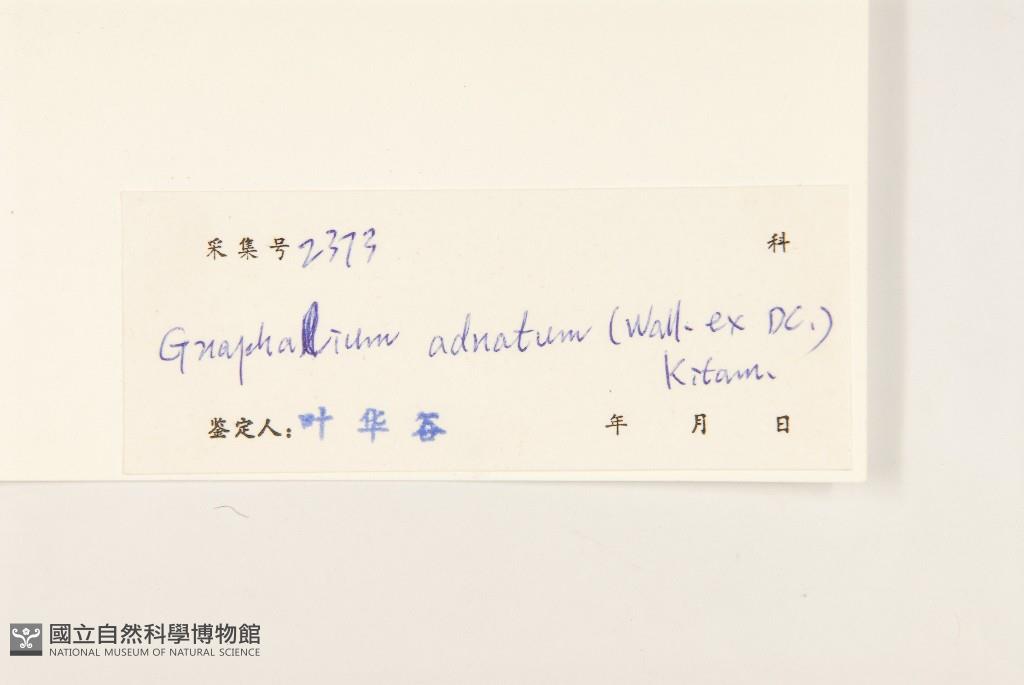 采集号 2373 科
Gnaphalium adnatum (Wall. ex DC.)
Kitam.
鉴定人: 叶华谷 年 月 日
國立自然科學博物館
NATIONAL MUSEUM OF NATURAL SCIENCE